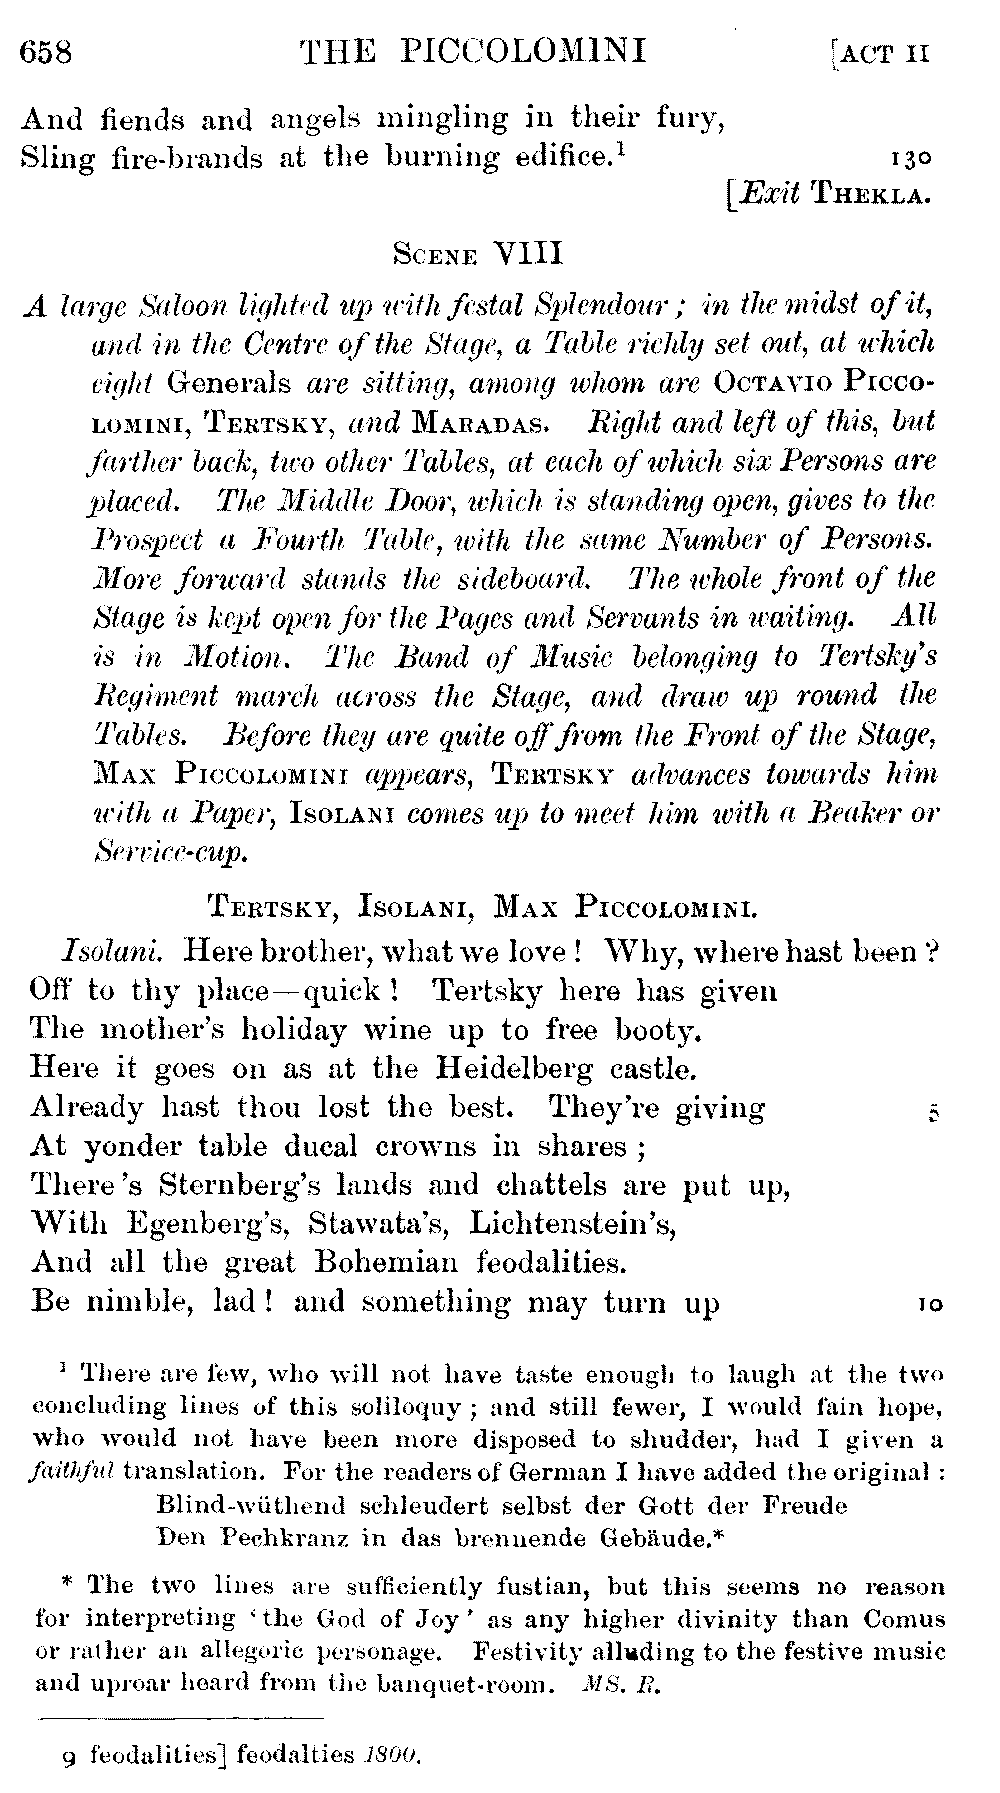 658 THE PICCOLOMINI [ACT II
And fiends and angels mingling in their fury,
Sling fire-brands at the burning edifice.¹ 130
[Exit THEKLA.
SCENE VIII
A large Saloon lighted up with festal Splendour; in the midst of it,
and in the Centre of the Stage, a Table richly set out, at which
eight Generals are sitting, among whom are OCTAVIO PICCO-
LOMINI, TERTSKY, and MARADAS. Right and left of this, but
farther back, two other Tables, at each of which six Persons are
placed. The Middle Door, which is standing open, gives to the
Prospect a Fourth Table, with the same Number of Persons.
More forward stands the sideboard. The whole front of the
Stage is kept open for the Pages and Servants in waiting. All
is in Motion. The Band of Music belonging to Tertsky's
Regiment march across the Stage, and draw up round the
Tables. Before they are quite off from the Front of the Stage,
MAX PICCOLOMINI appears, TERTSKY advances towards him
with a Paper, ISOLANI comes up to meet him with a Beaker or
Service-cup.
TERTSKY, ISOLANI, MAX PICCOLOMINI.
Isolani. Here brother, what we love! Why, where hast been?
Off to thy place—quick! Tertsky here has given
The mother's holiday wine up to free booty.
Here it goes on as at the Heidelberg castle.
Already hast thou lost the best. They're giving 5
At yonder table ducal crowns in shares;
There's Sternberg's lands and chattels are put up,
With Egenberg's, Stawata's, Lichtenstein's,
And all the great Bohemian feodalities.
Be nimble, lad! and something may turn up 10
¹ There are few, who will not have taste enough to laugh at the two
concluding lines of this soliloquy; and still fewer, I would fain hope,
who would not have been more disposed to shudder, had I given a
faithful translation. For the readers of German I have added the original:
Blind-wüthend schleudert selbst der Gott der Freude
Den Pechkranz in das brennende Gebäude.*
* The two lines are sufficiently fustian, but this seems no reason
for interpreting 'the God of Joy' as any higher divinity than Comus
or rather an allegoric personage. Festivity alluding to the festive music
and uproar heard from the banquet-room. MS. R.
9 feodalities] feodalties 1800.